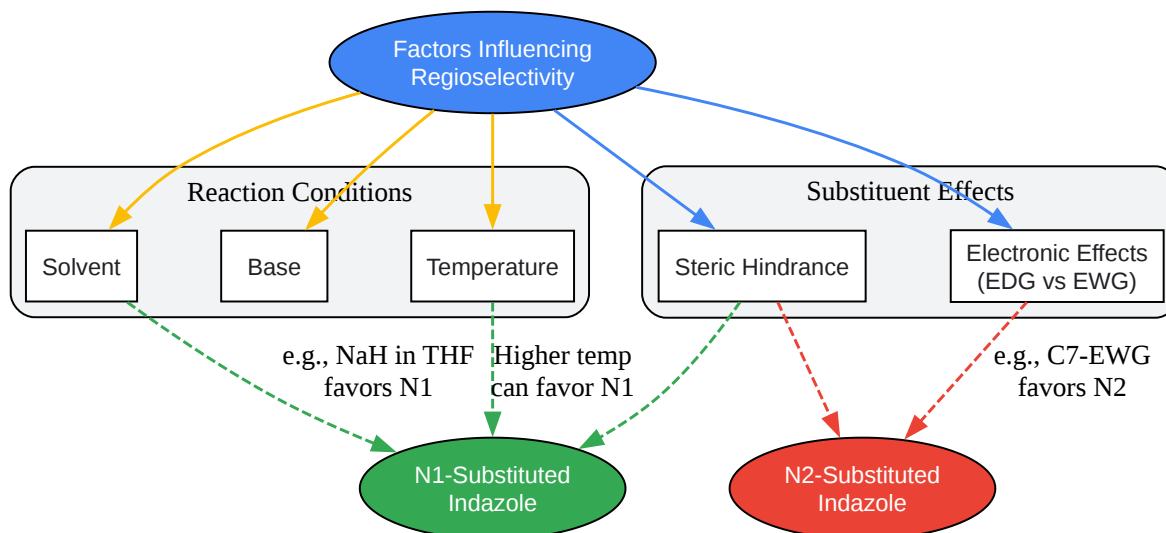 Factors Influencing
Regioselectivity
Reaction Conditions
Substituent Effects
Solvent
Base
Temperature
Steric Hindrance
Electronic Effects
(EDG vs EWG)
e.g., NaH in THF
favors N1
Higher temp
can favor N1
e.g., C7-EWG
favors N2
N1-Substituted
Indazole
N2-Substituted
Indazole